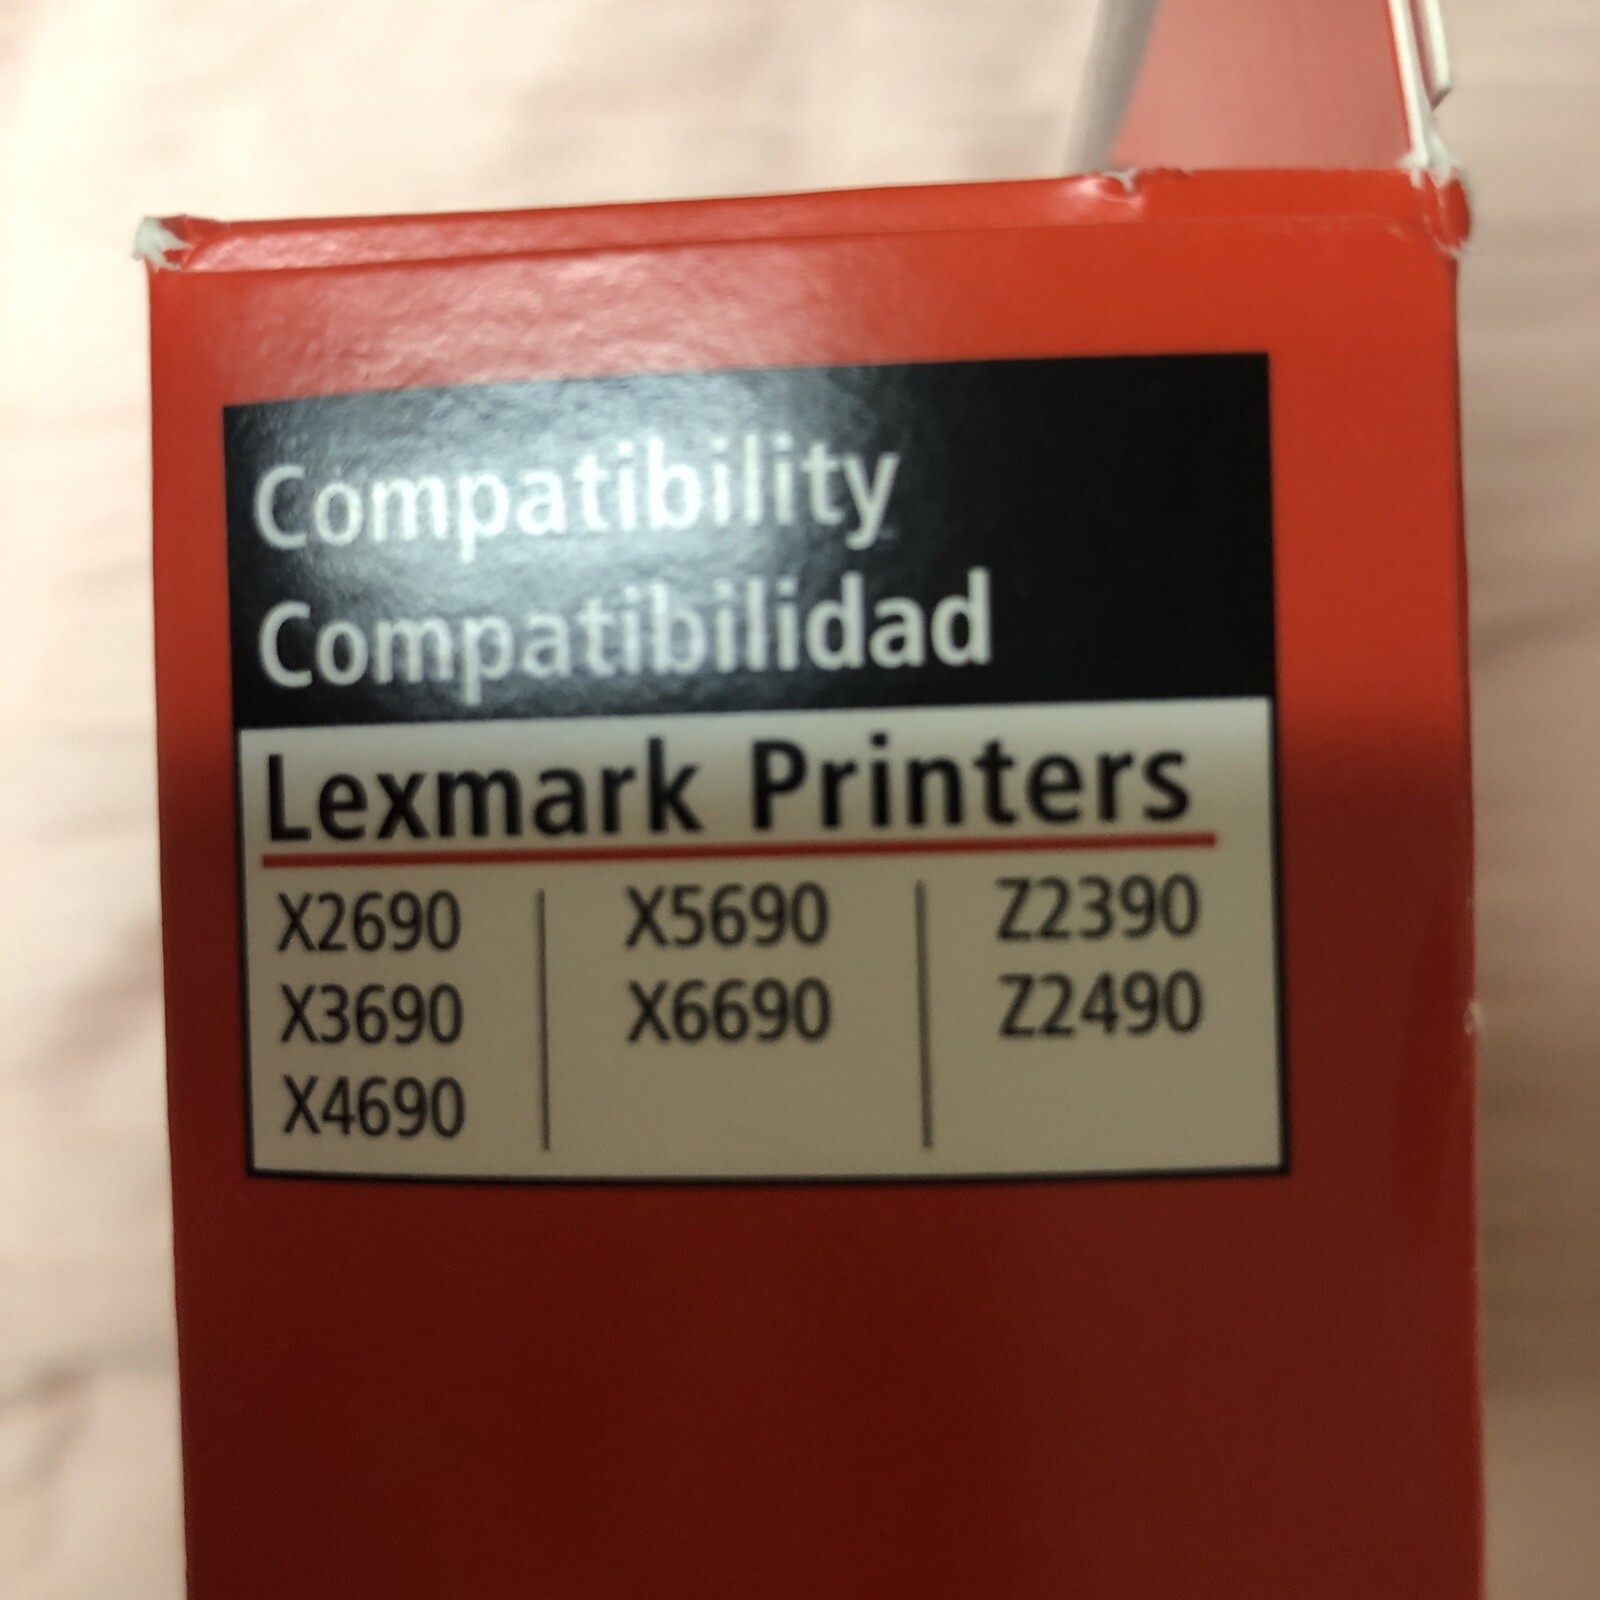 Compatibility
Compatibilidad
Lexmark Printers
X2690 X5690 Z2390
X3690 X6690 Z2490
X4690